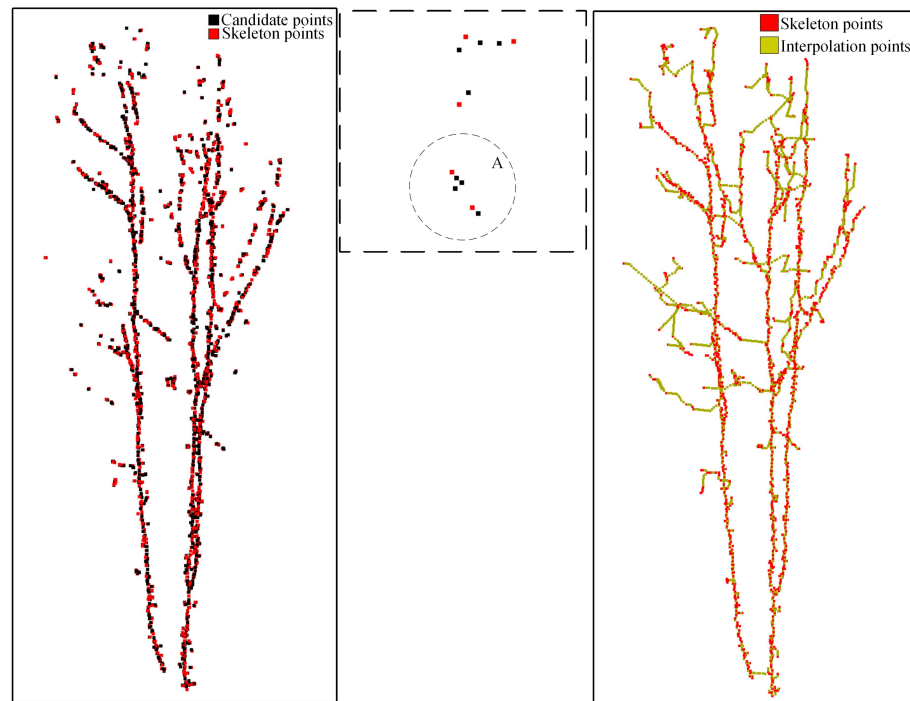 Candidate points
Skeleton points
A
Skeleton points
Interpolation points